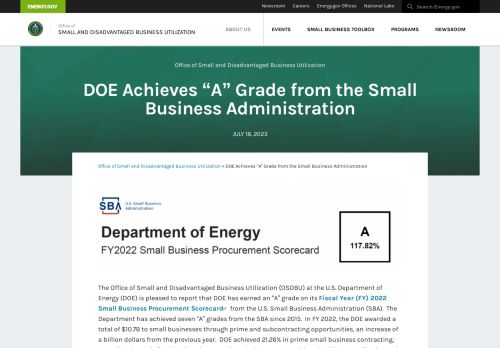 ENERGY.GOV
Newsroom Careers Energy.gov Offices National Labs Search Energy.gov
Office of
SMALL AND DISADVANTAGED BUSINESS UTILIZATION
ABOUT US EVENTS SMALL BUSINESS TOOLBOX PROGRAMS NEWSROOM
Office of Small and Disadvantaged Business Utilization
DOE Achieves “A” Grade from the Small
Business Administration
JULY 18, 2023
Office of Small and Disadvantaged Business Utilization » DOE Achieves “A” Grade from the Small Business Administration
SBA U.S. Small Business
Administration
Department of Energy
FY2022 Small Business Procurement Scorecard
A
117.82%
The Office of Small and Disadvantaged Business Utilization (OSDBU) at the U.S. Department of
Energy (DOE) is pleased to report that DOE has earned an “A” grade on its Fiscal Year (FY) 2022
Small Business Procurement Scorecard from the U.S. Small Business Administration (SBA). The
Department has achieved seven “A” grades from the SBA since 2015. In FY 2022, the DOE awarded a
total of $10.7B to small businesses through prime and subcontracting opportunities, an increase of
a billion dollars from the previous year. DOE achieved 21.26% in prime small business contracting,